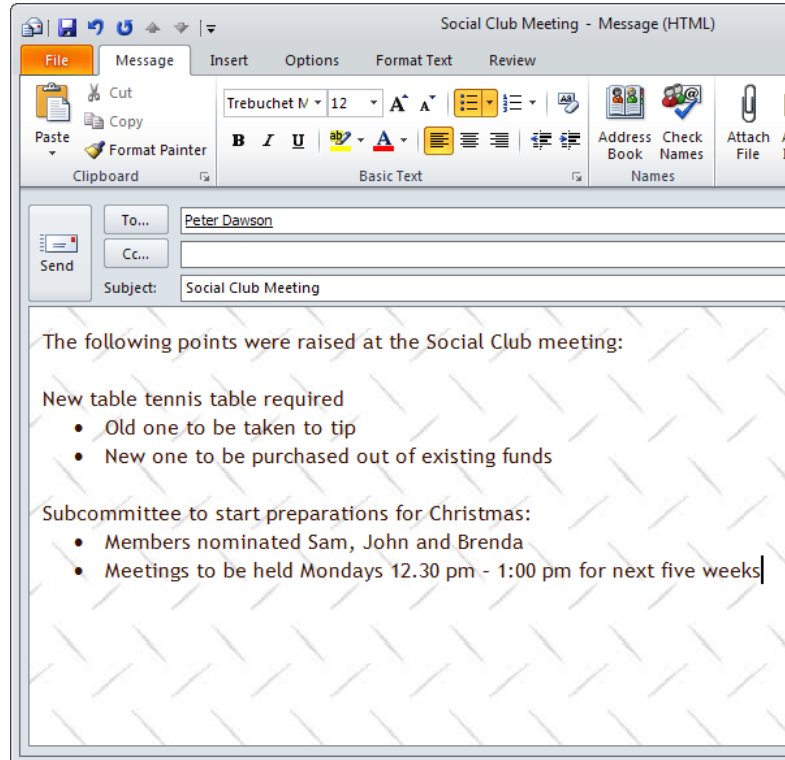 Social Club Meeting - Message (HTML)
File Message Insert Options Format Text Review
Paste
Cut
Copy
Format Painter
Clipboard
Trebuchet M 12
B I U
Basic Text
Address Book
Check Names
Names
Attach File
Send
To... Peter Dawson
Cc...
Subject: Social Club Meeting
The following points were raised at the Social Club meeting:
New table tennis table required
• Old one to be taken to tip
• New one to be purchased out of existing funds
Subcommittee to start preparations for Christmas:
• Members nominated Sam, John and Brenda
• Meetings to be held Mondays 12.30 pm - 1:00 pm for next five weeks